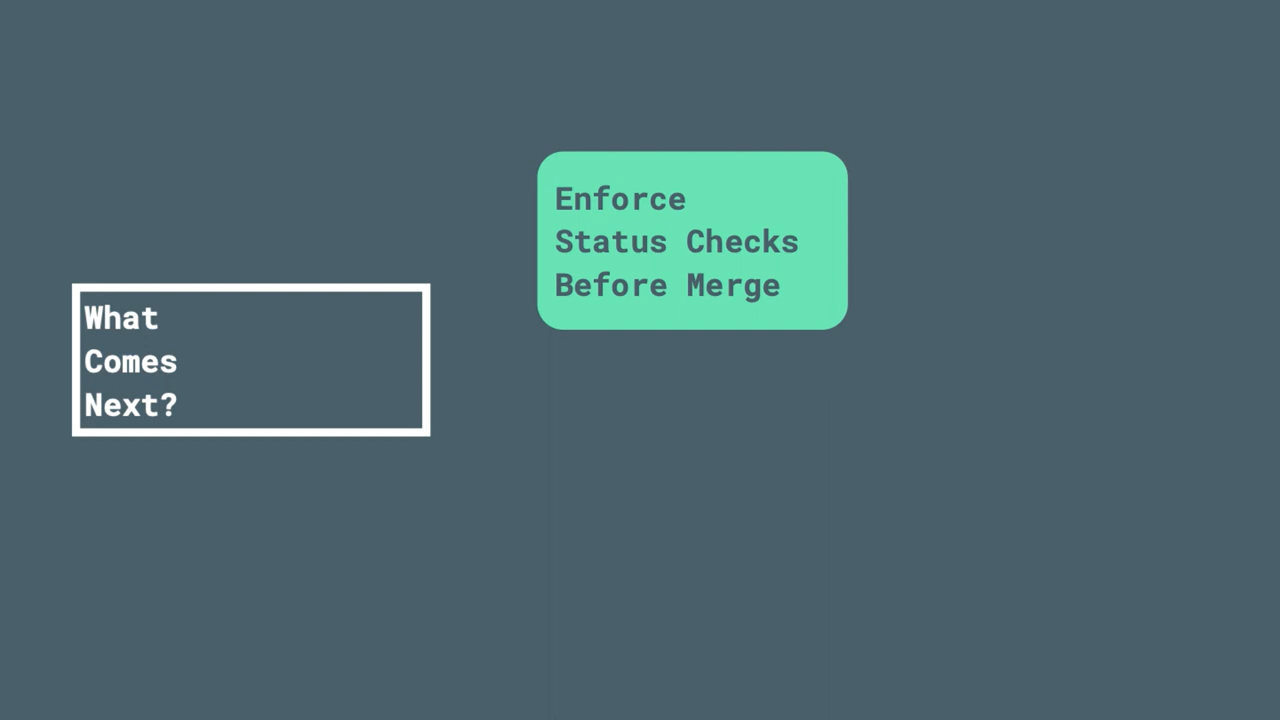 What
Comes
Next?
Enforce
Status Checks
Before Merge